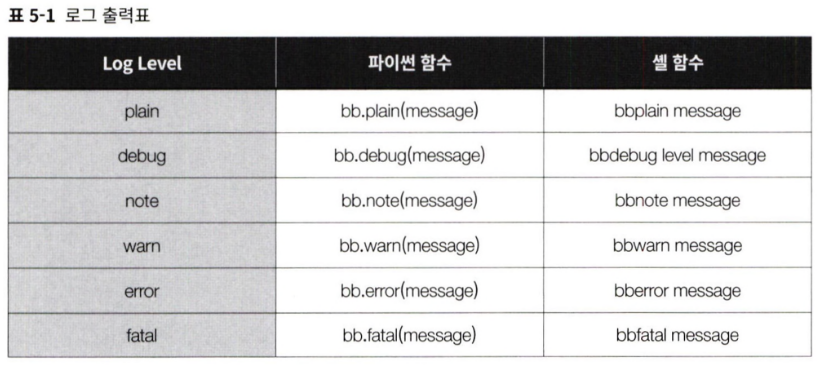 표 5-1 로그 출력표
Log Level 파이썬 함수 셸 함수
plain bb.plain(message) bbplain message
debug bb.debug(message) bbdebug level message
note bb.note(message) bbnote message
warn bb.warn(message) bbwarn message
error bb.error(message) bberror message
fatal bb.fatal(message) bbfatal message